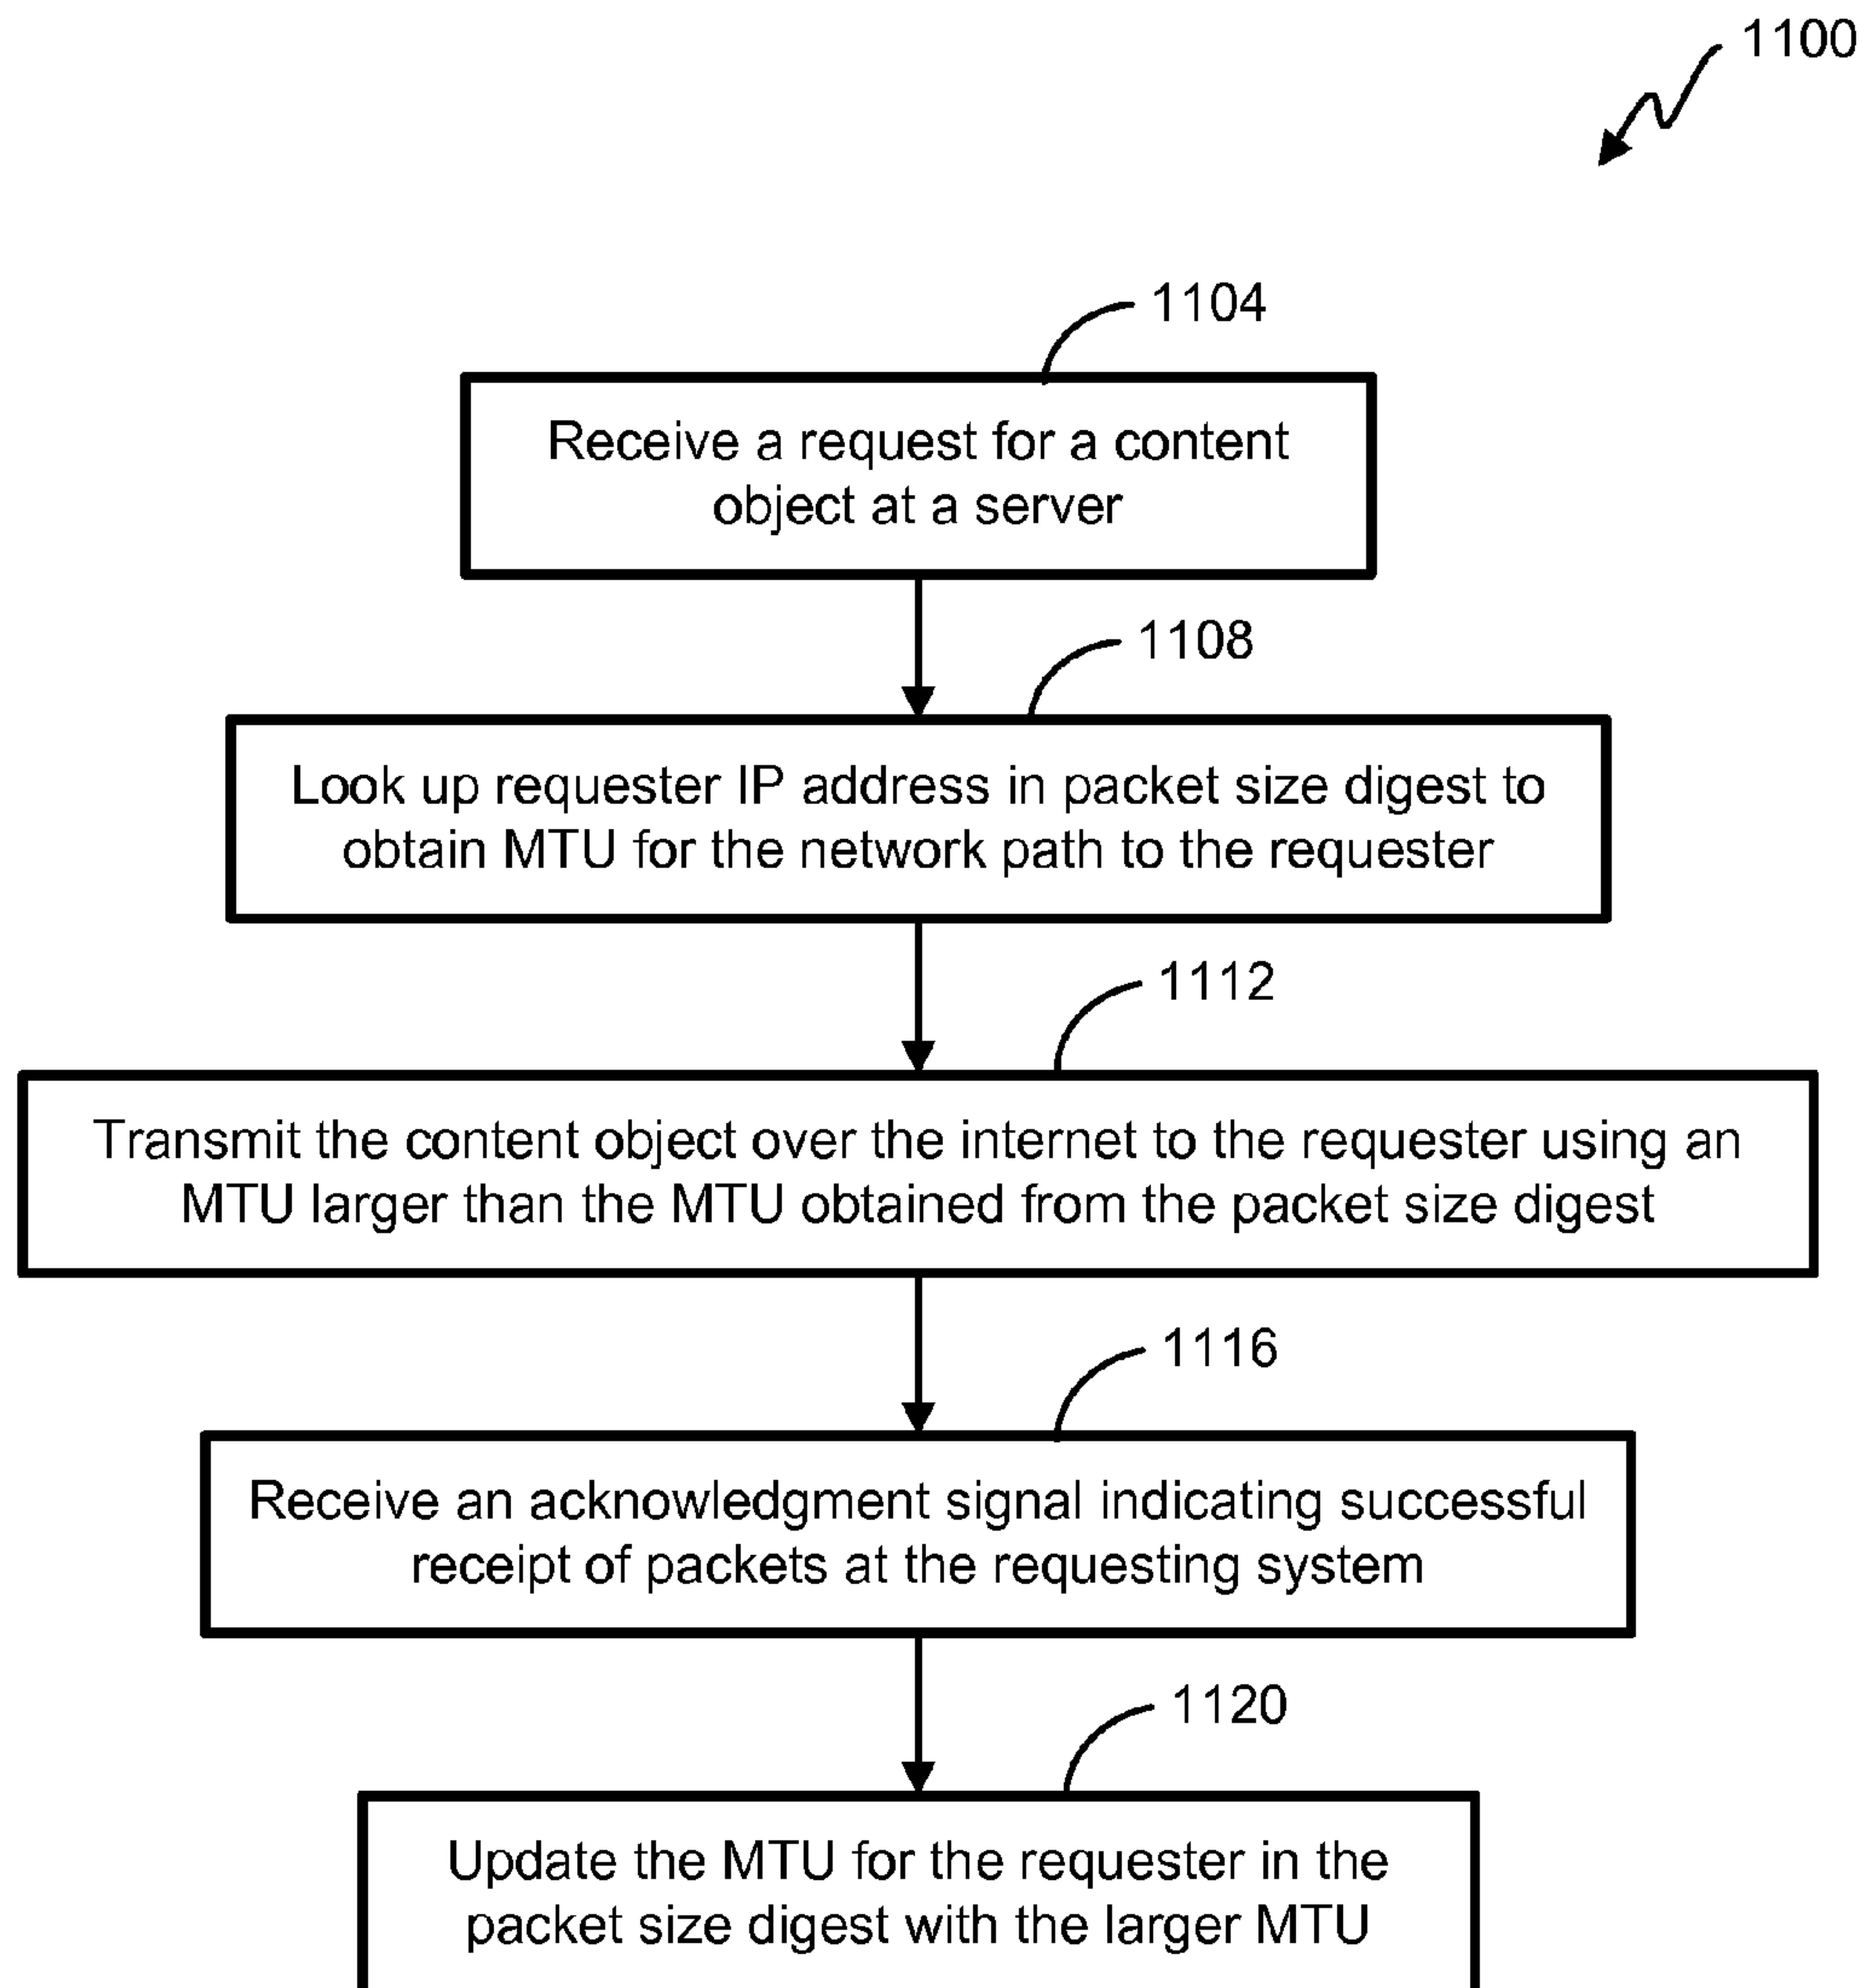 1100
1104
Receive a request for a content
object at a server
1108
Look up requester IP address in packet size digest to
obtain MTU for the network path to the requester
1112
Transmit the content object over the internet to the requester using an
MTU larger than the MTU obtained from the packet size digest
1116
Receive an acknowledgment signal indicating successful
receipt of packets at the requesting system
1120
Update the MTU for the requester in the
packet size digest with the larger MTU